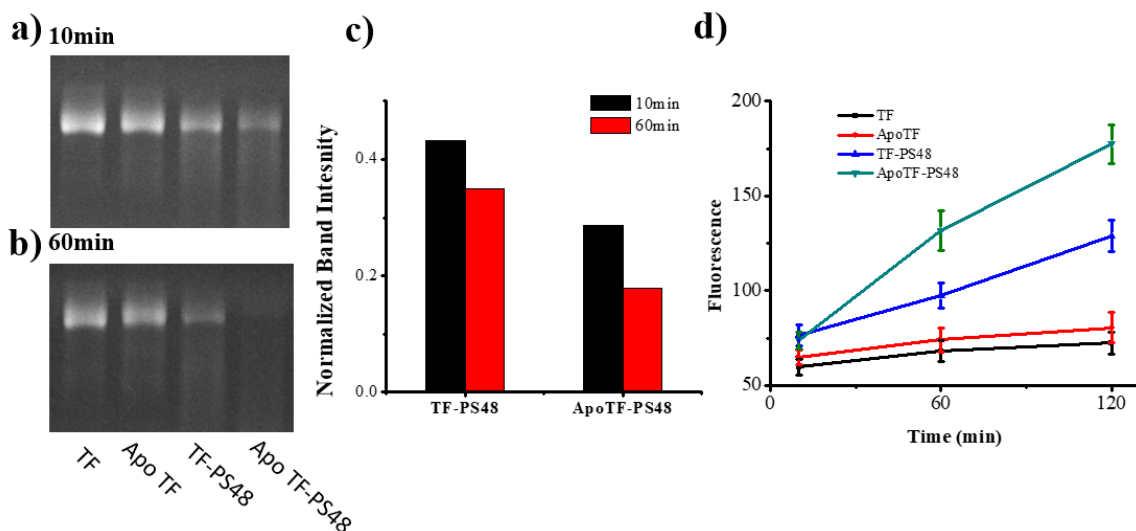 a) 10min
b) 60min
TF
Apo TF
TF-PS48
Apo TF-PS48
c)
Normalized Band Intesnity
0.4
0.2
0.0
10min
60min
TF-PS48
ApoTF-PS48
d)
Fluorescence
200
150
100
50
TF
ApoTF
TF-PS48
ApoTF-PS48
0
60
120
Time (min)